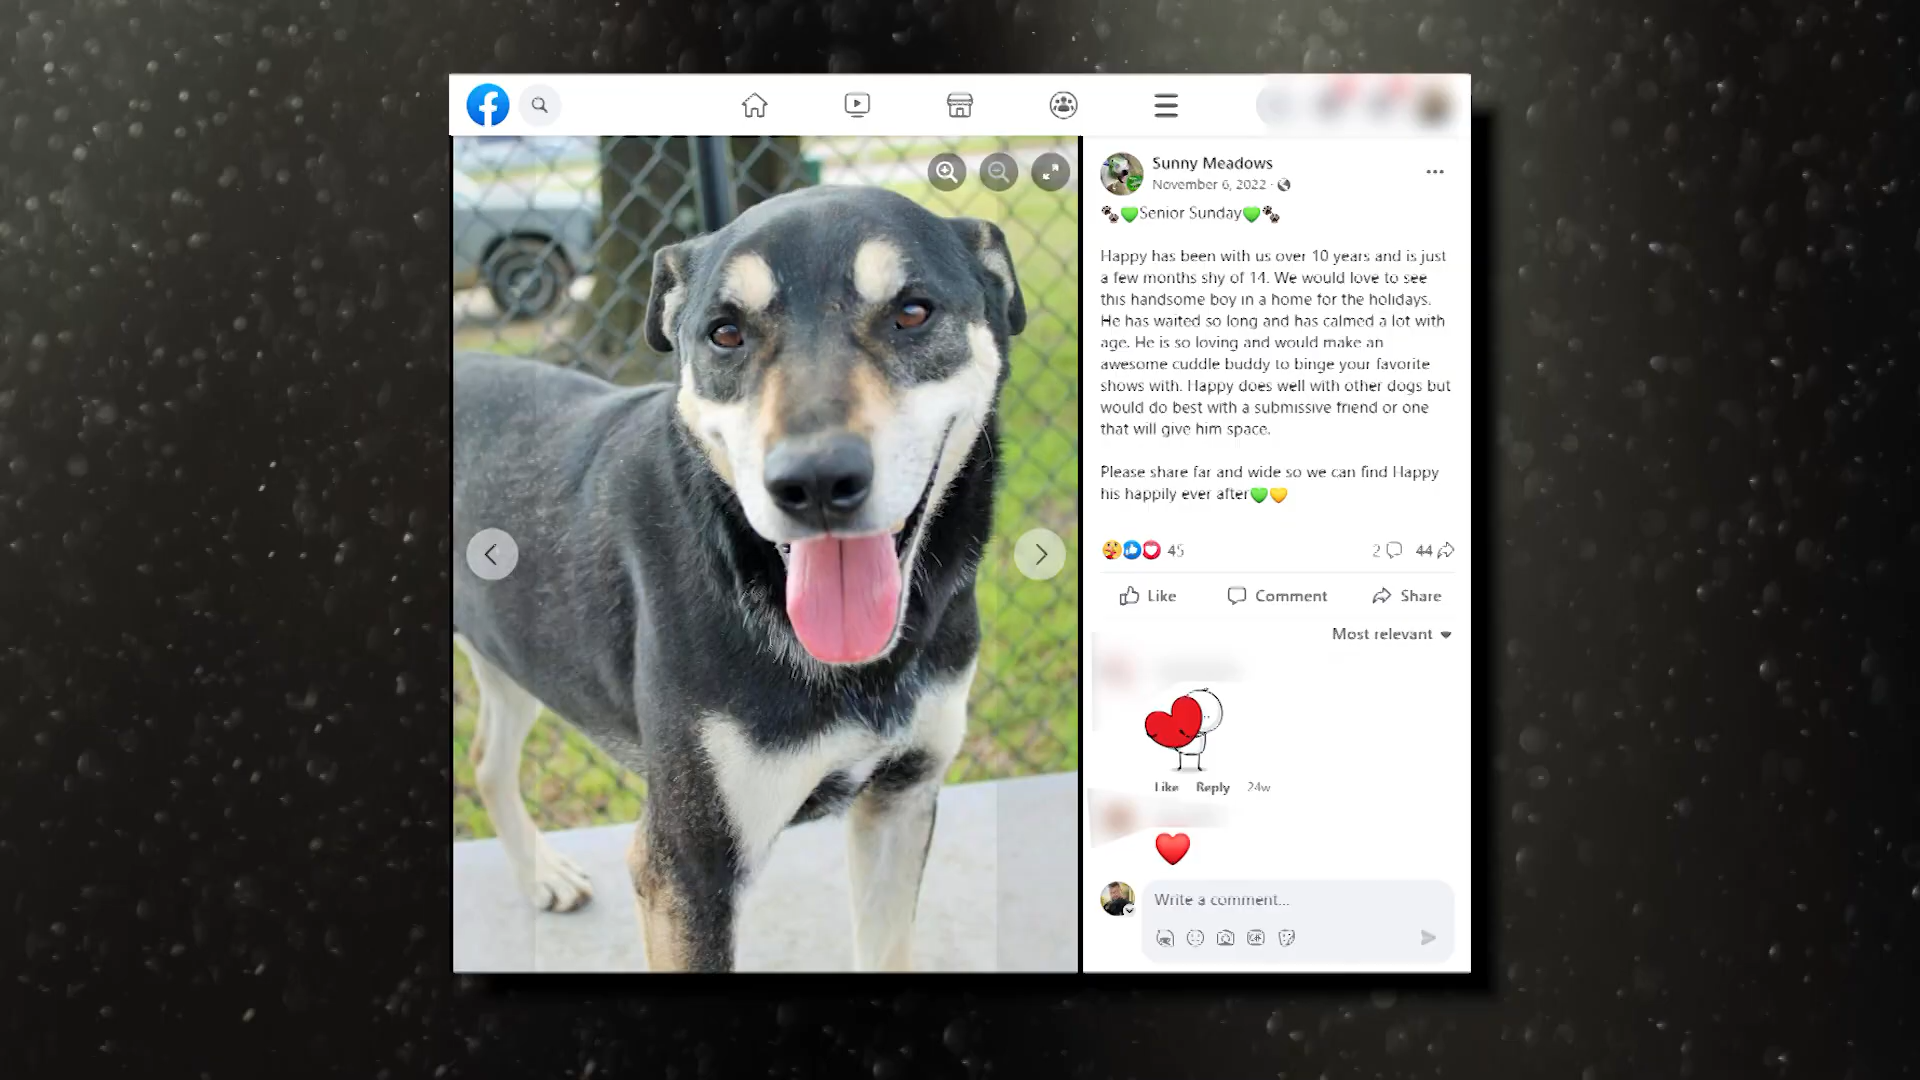 Sunny Meadows
November 6, 2022
🐾💚Senior Sunday💚🐾
Happy has been with us over 10 years and is just
a few months shy of 14. We would love to see
this handsome boy in a home for the holidays.
He has waited so long and has calmed a lot with
age. He is so loving and would make an
awesome cuddle buddy to binge your favorite
shows with. Happy does well with other dogs but
would do best with a submissive friend or one
that will give him space.
Please share far and wide so we can find Happy
his happily ever after💚💛
45 2 44
Like Comment Share
Most relevant
Like Reply 24w
Write a comment...
GIF